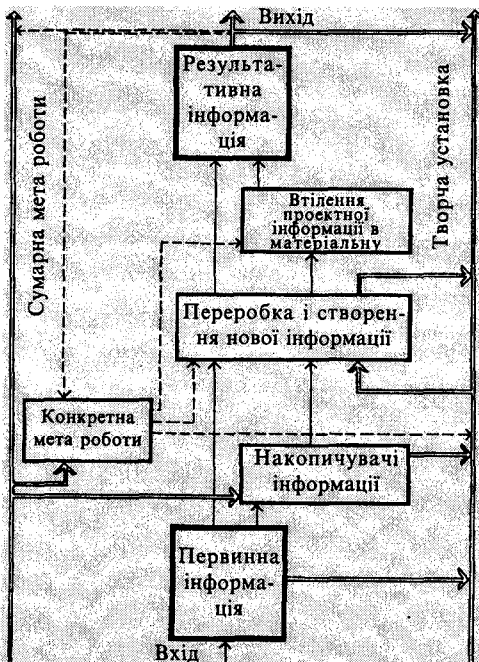 Вихід
Результа-
тивна
інформа-
ція
Сумарна мета роботи
Творча установка
Втілення
проектної
інформації в
матеріальну
Переробка і створен-
ня нової інформації
Конкретна
мета роботи
Накопичувачі
інформації
Первинна
інформа-
ція
Вхід